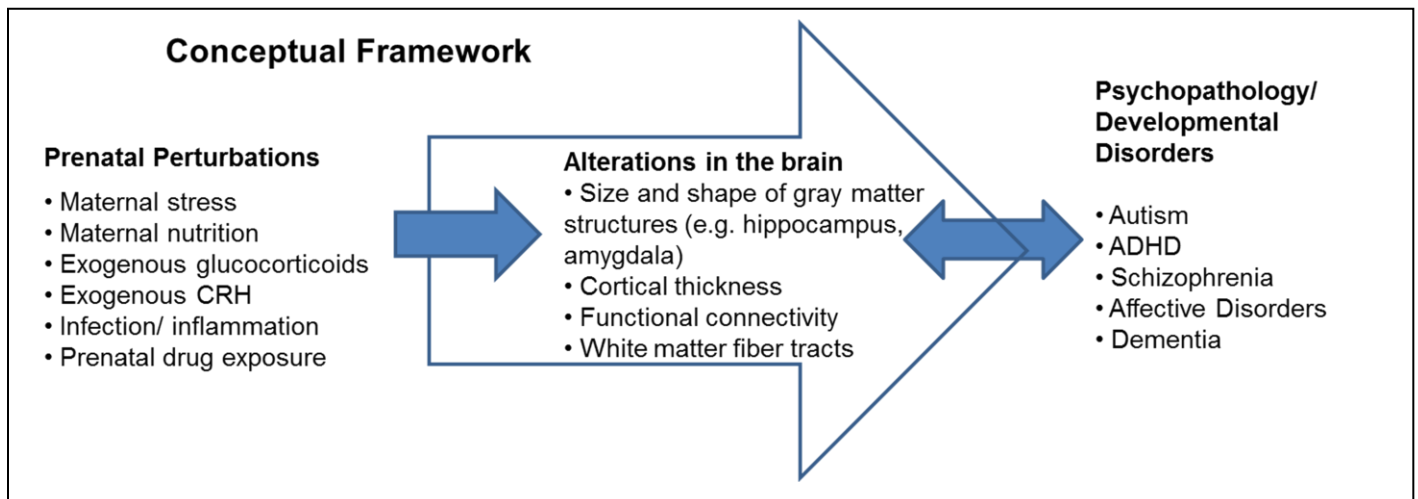 Conceptual Framework
Prenatal Perturbations
• Maternal stress
• Maternal nutrition
• Exogenous glucocorticoids
• Exogenous CRH
• Infection/ inflammation
• Prenatal drug exposure
Alterations in the brain
• Size and shape of gray matter
structures (e.g. hippocampus,
amygdala)
• Cortical thickness
• Functional connectivity
• White matter fiber tracts
Psychopathology/
Developmental
Disorders
• Autism
• ADHD
• Schizophrenia
• Affective Disorders
• Dementia